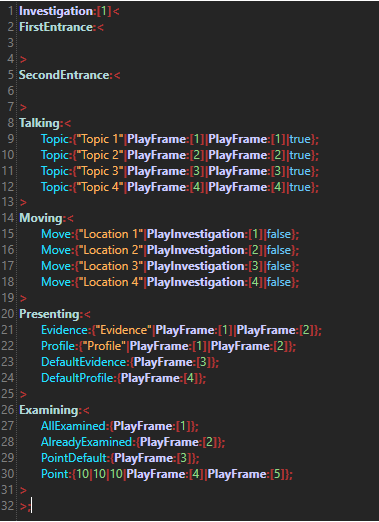 1 Investigation:[1]<
2 FirstEntrance:<
3
4 >
5 SecondEntrance:<
6
7 >
8 Talking:<
9 Topic:{"Topic 1"|PlayFrame:[1]|PlayFrame:[1]|true};
10 Topic:{"Topic 2"|PlayFrame:[2]|PlayFrame:[2]|true};
11 Topic:{"Topic 3"|PlayFrame:[3]|PlayFrame:[3]|true};
12 Topic:{"Topic 4"|PlayFrame:[4]|PlayFrame:[4]|true};
13 >
14 Moving:<
15 Move:{"Location 1"|PlayInvestigation:[1]|false};
16 Move:{"Location 2"|PlayInvestigation:[2]|false};
17 Move:{"Location 3"|PlayInvestigation:[3]|false};
18 Move:{"Location 4"|PlayInvestigation:[4]|false};
19 >
20 Presenting:<
21 Evidence:{"Evidence"|PlayFrame:[1]|PlayFrame:[2]};
22 Profile:{"Profile"|PlayFrame:[1]|PlayFrame:[2]};
23 DefaultEvidence:{PlayFrame:[3]};
24 DefaultProfile:{PlayFrame:[4]};
25 >
26 Examining:<
27 AllExamined:{PlayFrame:[1]};
28 AlreadyExamined:{PlayFrame:[2]};
29 PointDefault:{PlayFrame:[3]};
30 Point:{10|10|10|PlayFrame:[4]|PlayFrame:[5]};
31 >
32 >;